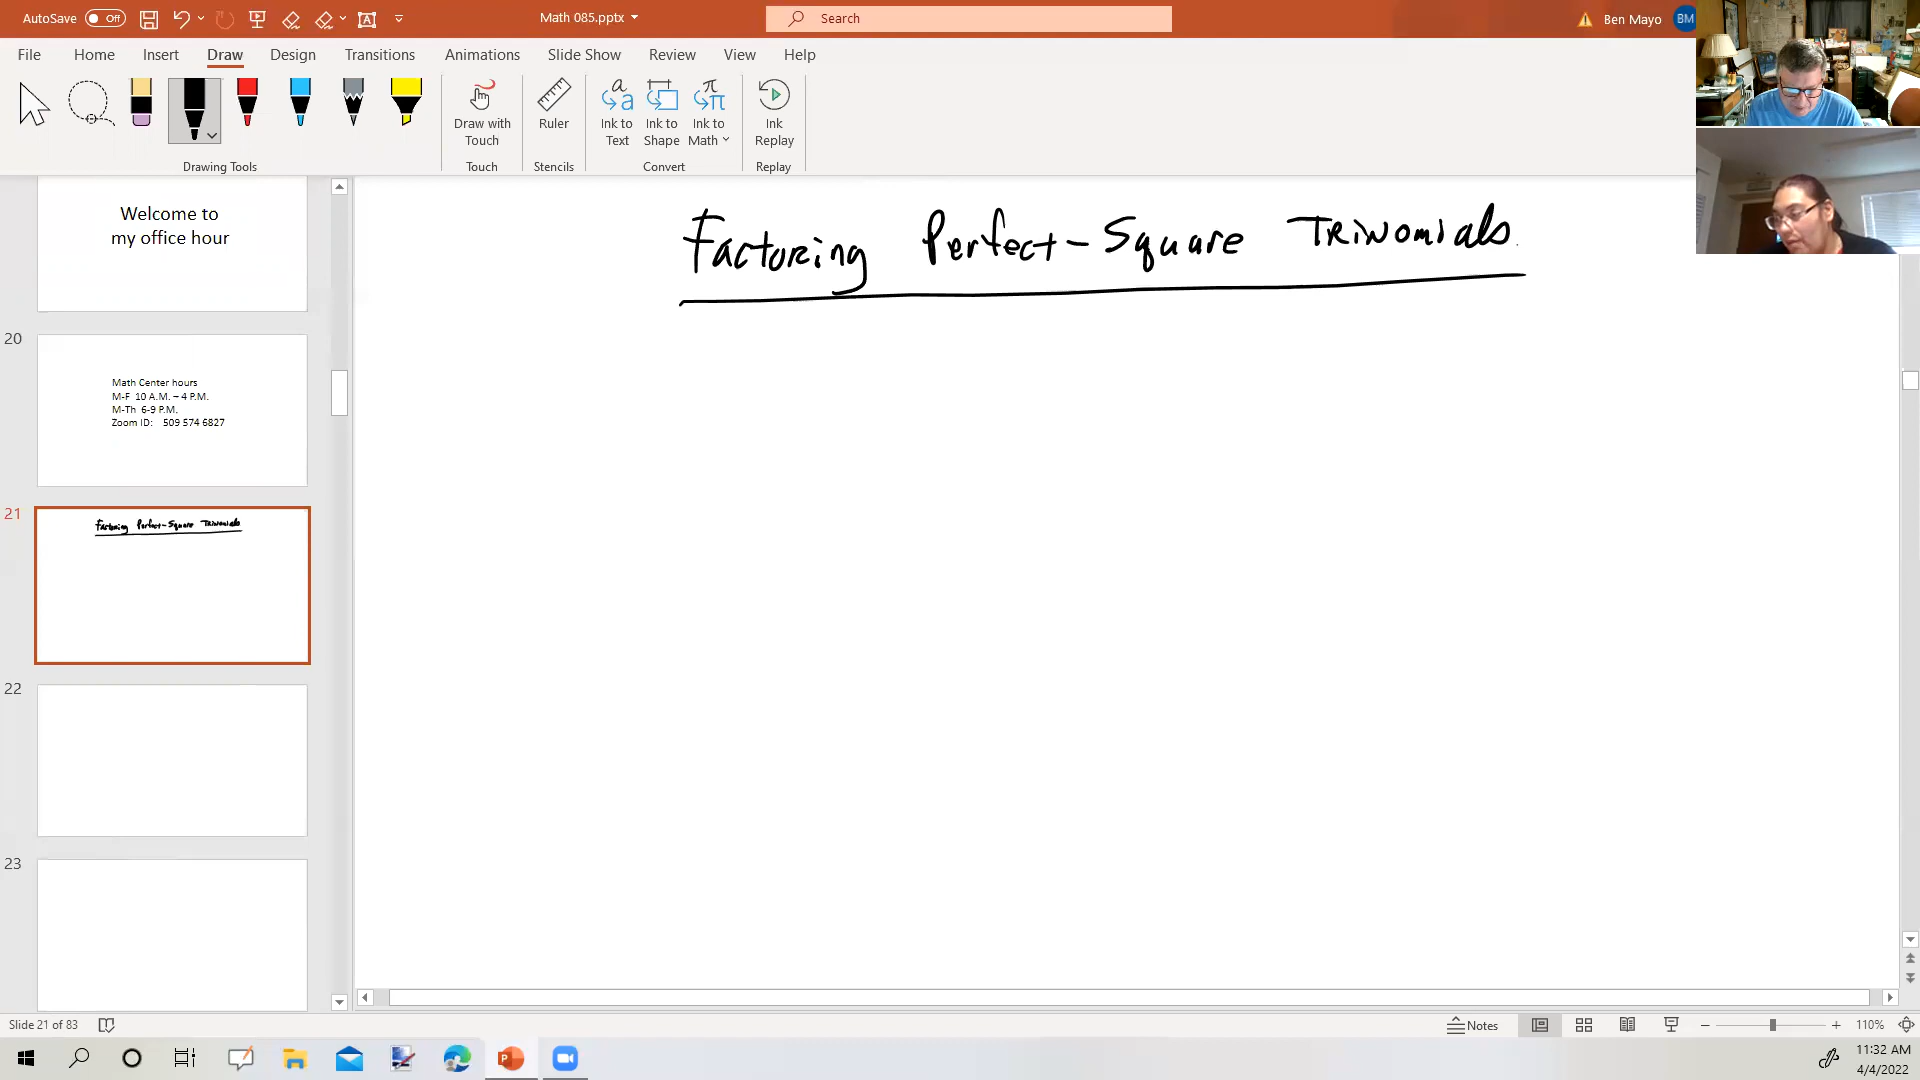 AutoSave Off Math 085.pptx Search Ben Mayo BM
File Home Insert Draw Design Transitions Animations Slide Show Review View Help
Draw with Touch
Ruler
Ink to Text
Ink to Shape
Ink to Math
Ink Replay
Drawing Tools Touch Stencils Convert Replay
Welcome to
my office hour
20
Math Center hours
M-F 10 A.M. – 4 P.M.
M-Th 6-9 P.M.
Zoom ID: 509 574 6827
21
Factoring Perfect-Square Trinomials
22
23
Factoring Perfect-Square Trinomials
Slide 21 of 83 Notes 110%
11:32 AM
4/4/2022